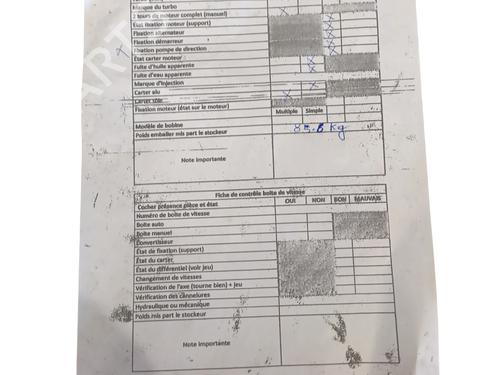 Marque du turbo
2 tours de moteur complet (manuel)
État fixation moteur (support)
Fixation alternateur
Fixation démarreur
Fixation pompe de direction
État carter moteur
Fuite d'huile apparente
Fuite d'eau apparente
Marque d'injection
Carter alu
Carter tôle
Fixation moteur (état sur le moteur)
Multiple Simple
Modèle de bobine
Poids emballer mis part le stockeur
Kg
Note importante
Fiche de contrôle boîte de vitesse
Cocher présence pièce et état OUI NON BON MAUVAIS
Numéro de boîte de vitesse
Boite auto
Boite manuel
Convertisseur
État de fixation (support)
État du carter
État du différentiel (voir jeu)
Changement de vitesses
Vérification de l'axe (tourne bien) + jeu
Vérification des cannelures
Hydraulique ou mécanique
Poids mis part le stockeur
Note importante